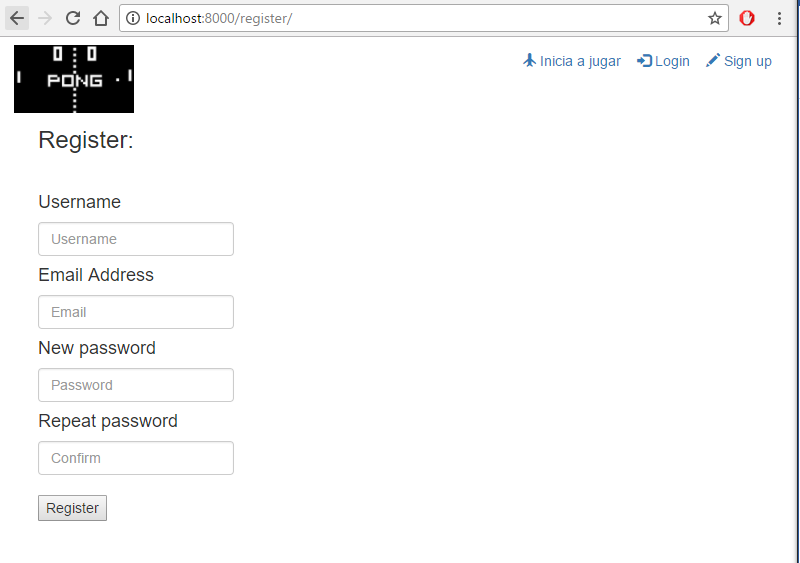 localhost:8000/register/
0 0
PONG
Inicia a jugar Login Sign up
Register:
Username
Username
Email Address
Email
New password
Password
Repeat password
Confirm
Register